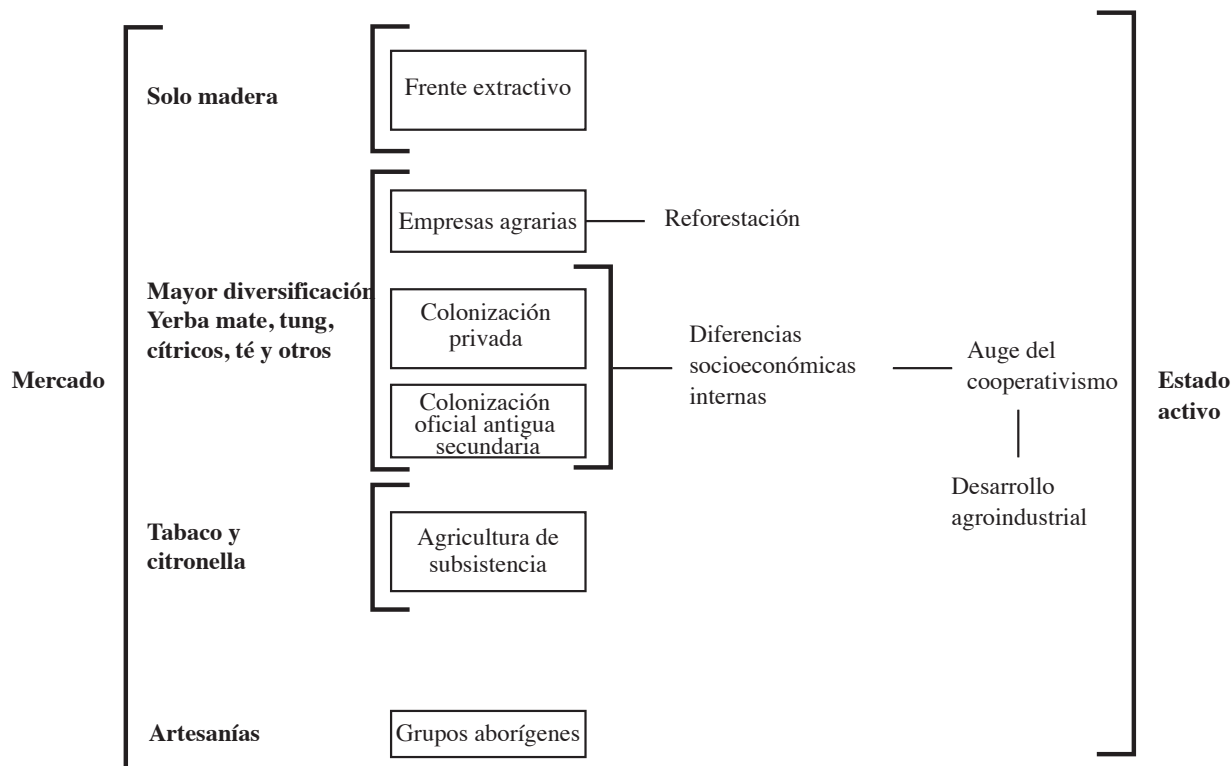 Solo madera
Frente extractivo
Empresas agrarias
Reforestación
Mayor diversificación
Yerba mate, tung,
cítricos, té y otros
Colonización
privada
Mercado
Colonización
oficial antigua
secundaria
Diferencias
socioeconómicas
internas
Auge del
cooperativismo
Estado
activo
Desarrollo
agroindustrial
Tabaco y
citronella
Agricultura de
subsistencia
Artesanías
Grupos aborígenes